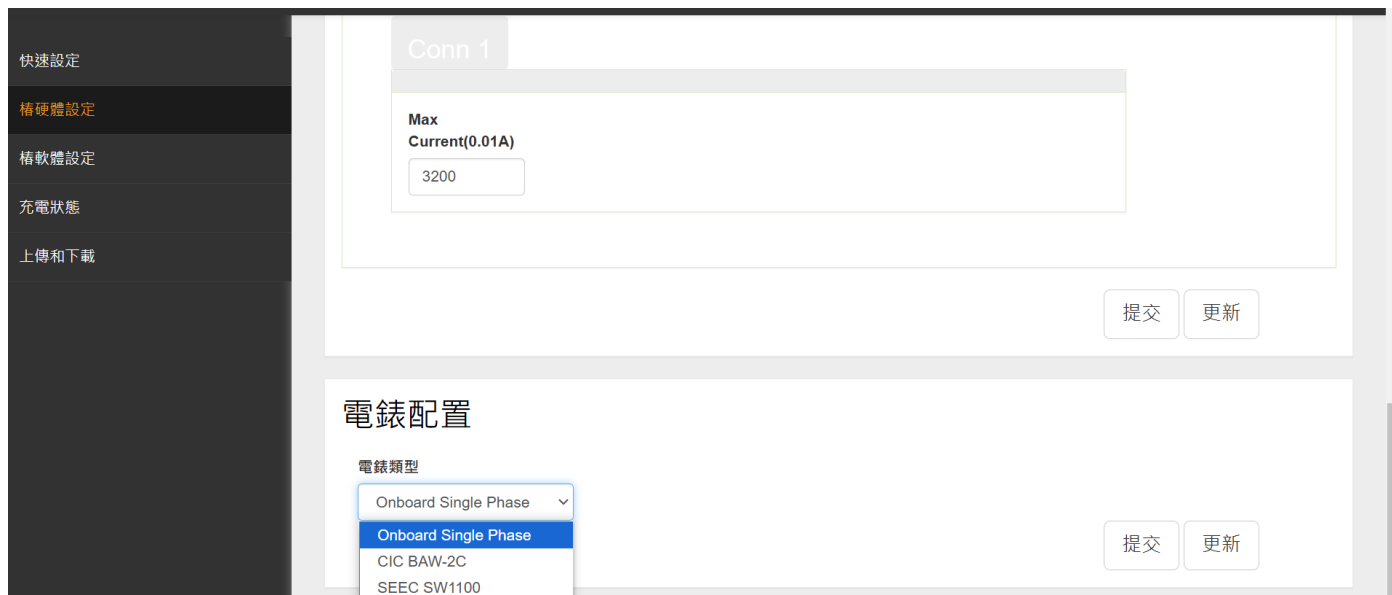 快速設定
樁硬體設定
樁軟體設定
充電狀態
上傳和下載
Conn 1
Max
Current(0.01A)
3200
提交
更新
電錶配置
電錶類型
Onboard Single Phase
Onboard Single Phase
CIC BAW-2C
SEEC SW1100
提交
更新